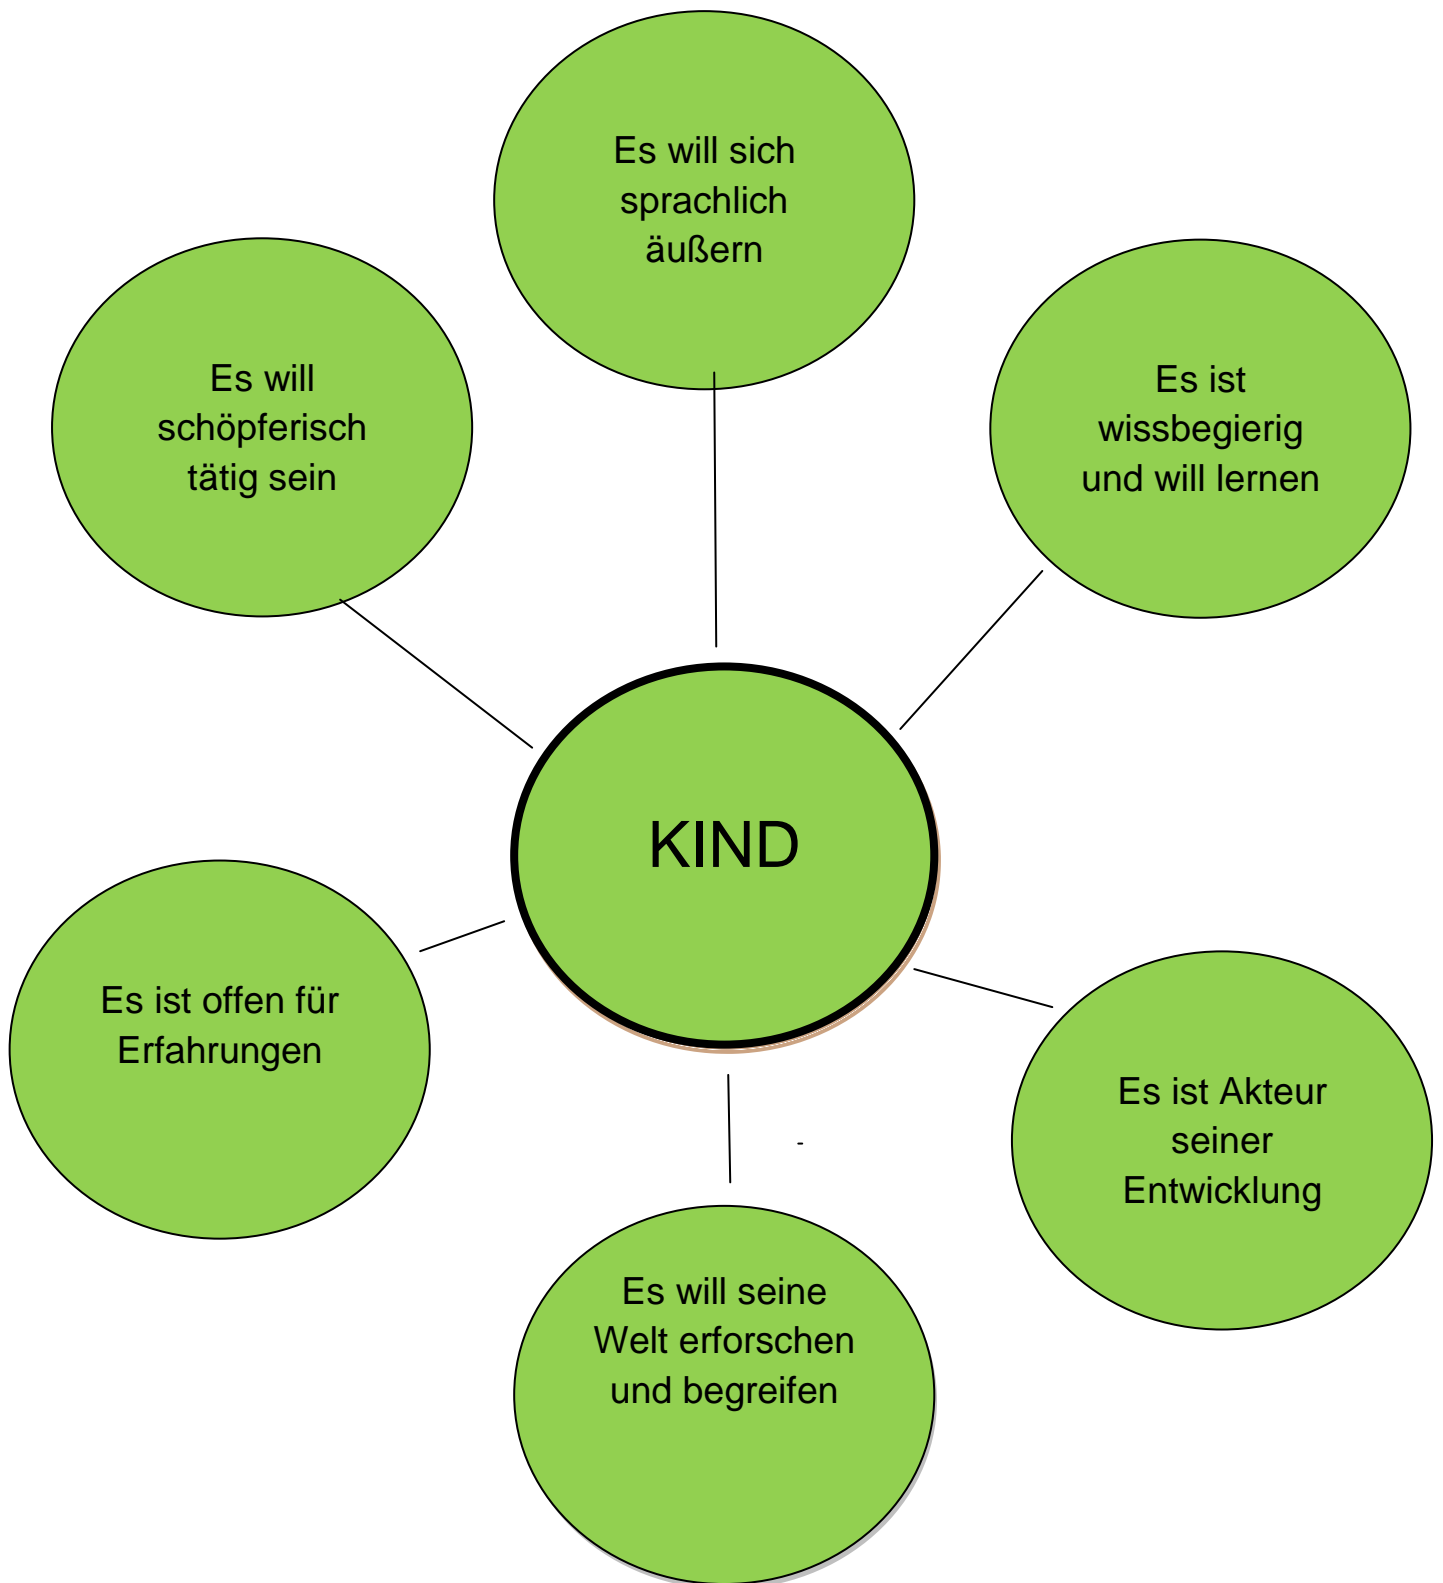 Es will sich
sprachlich
äußern
Es will
schöpferisch
tätig sein
Es ist
wissbegierig
und will lernen
KIND
Es ist offen für
Erfahrungen
Es ist Akteur
seiner
Entwicklung
-
Es will seine
Welt erforschen
und begreifen